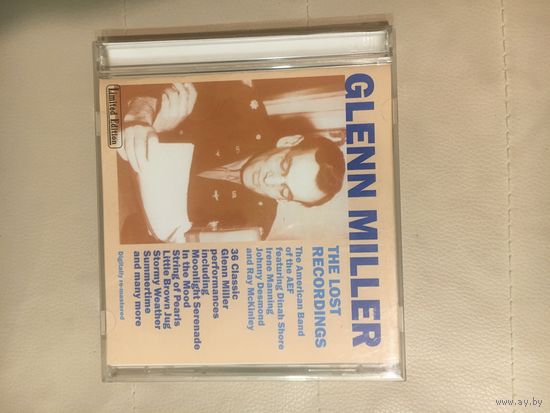 GLENN MILLER
THE LOST
RECORDINGS
The American Band
of the AEF
featuring Dinah Shore
Irene Manning
Johnny Desmond
and Ray McKinley
36 Classic
Glenn Miller
performances
including
Moonlight Serenade
In the Mood
String of Pearls
Little Brown Jug
Stormy Weather
Summertime
and many more
Digitally re-mastered
Limited Edition
www.ay.by